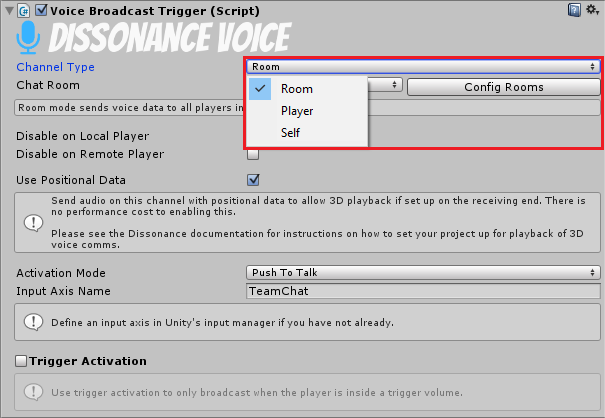 Voice Broadcast Trigger (Script)
DISSONANCE VOICE
Channel Type Room
Chat Room Config Rooms
Room
Player
Self
Room mode sends voice data to all players in
Disable on Local Player
Disable on Remote Player
Use Positional Data
Send audio on this channel with positional data to allow 3D playback if set up on the receiving end. There is
no performance cost to enabling this.
Please see the Dissonance documentation for instructions on how to set your project up for playback of 3D
voice comms.
Activation Mode Push To Talk
Input Axis Name TeamChat
Define an input axis in Unity's input manager if you have not already.
Trigger Activation
Use trigger activation to only broadcast when the player is inside a trigger volume.